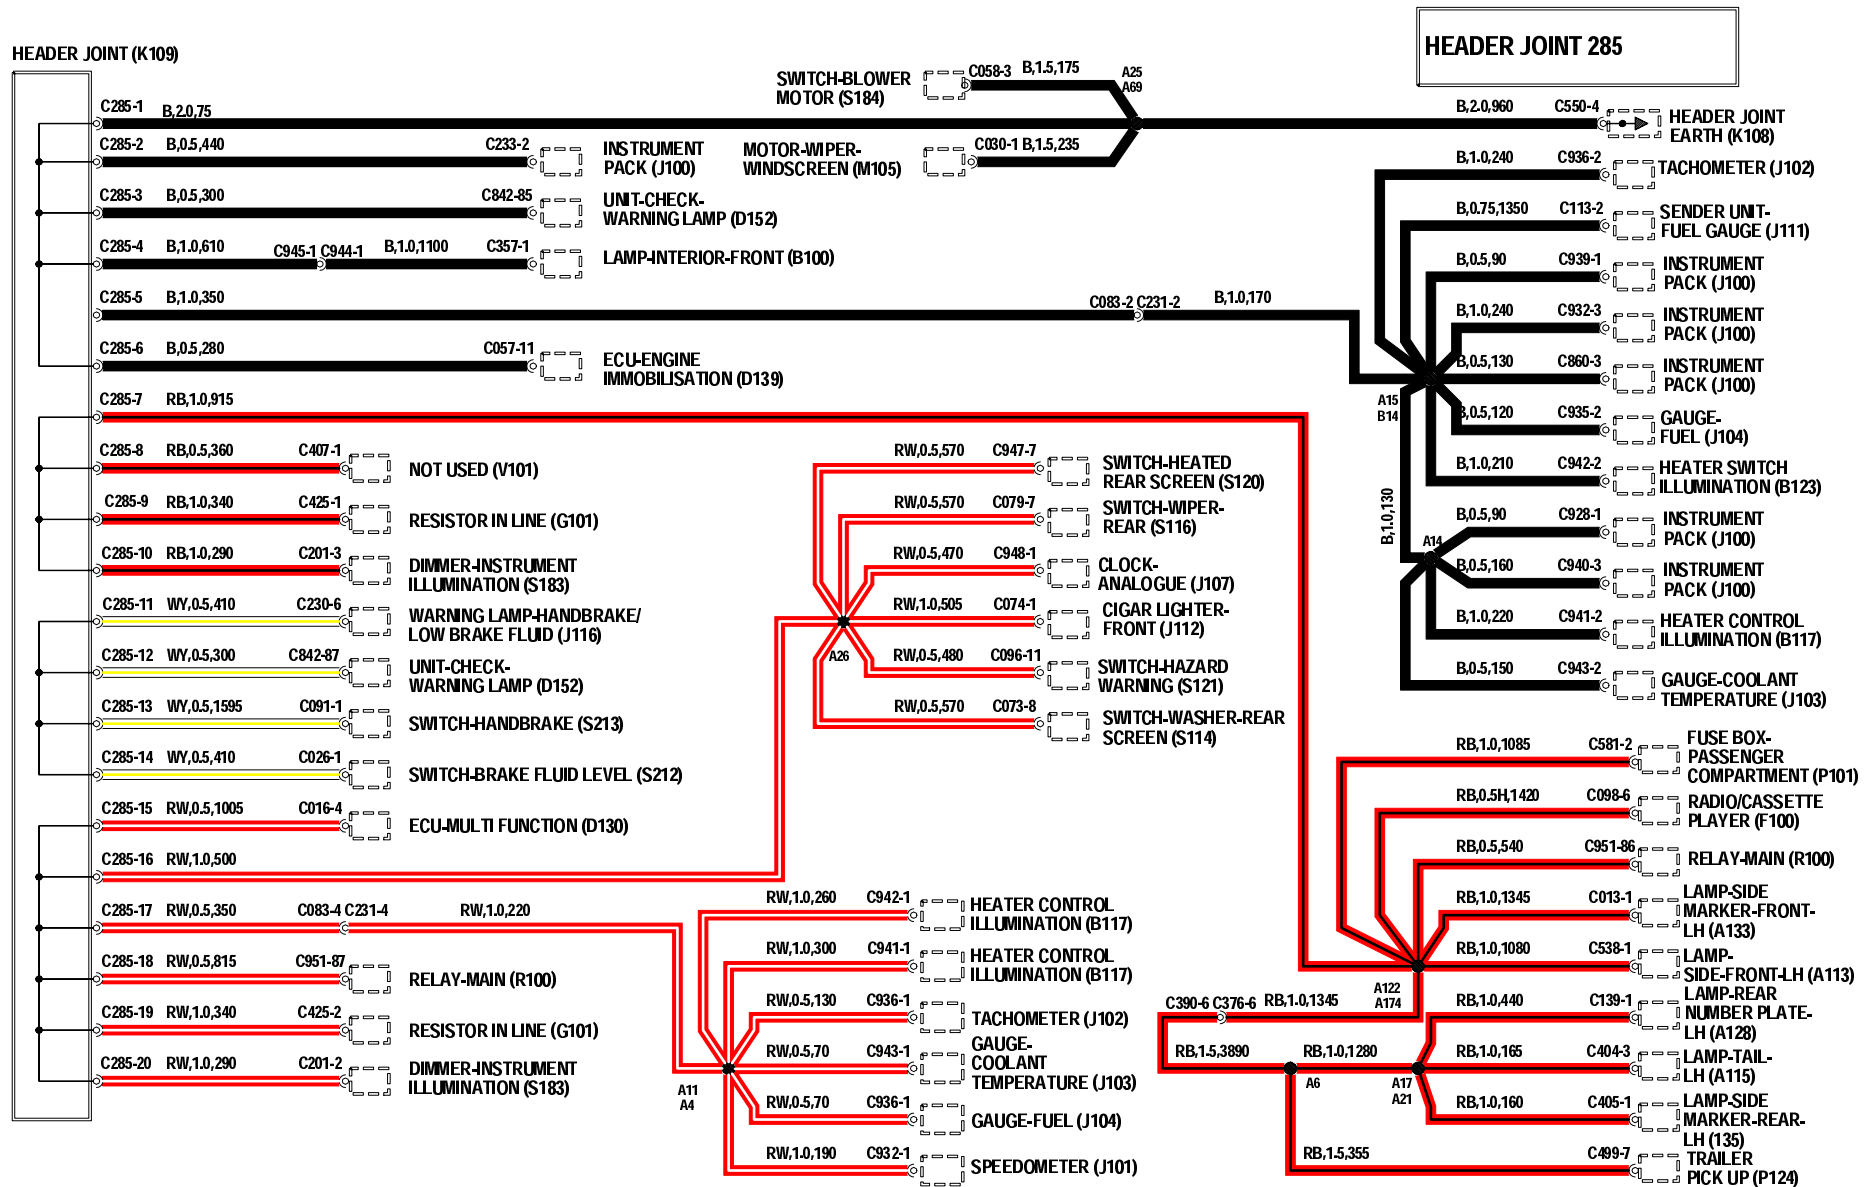 HEADER JOINT 285
HEADER JOINT (K109)
C285-1 B,2.0,75
SWITCH-BLOWER
MOTOR (S184)
C058-3 B,1.5,175
A25
A69
B,2.0,960 C550-4
HEADER JOINT
EARTH (K108)
C285-2 B,0.5,440 C233-2
INSTRUMENT
PACK (J100)
MOTOR-WIPER-
WINDSCREEN (M105)
C030-1 B,1.5,235
C285-3 B,0.5,300 C842-85
UNIT-CHECK-
WARNING LAMP (D152)
C285-4 B,1.0,610 C945-1 C944-1 B,1.0,1100 C357-1
LAMP-INTERIOR-FRONT (B100)
C285-5 B,1.0,350 C083-2 C231-2 B,1.0,170
C285-6 B,0.5,280 C057-11
ECU-ENGINE
IMMOBILISATION (D139)
B,1.0,240 C936-2
TACHOMETER (J102)
B,0.75,1350 C113-2
SENDER UNIT-
FUEL GAUGE (J111)
B,0.5,90 C939-1
INSTRUMENT
PACK (J100)
B,1.0,240 C932-3
INSTRUMENT
PACK (J100)
B,0.5,130 C860-3
INSTRUMENT
PACK (J100)
A15
B14
B,0.5,120 C935-2
GAUGE-
FUEL (J104)
B,1.0,210 C942-2
HEATER SWITCH
ILLUMINATION (B123)
B,1.0,130
A14
B,0.5,90 C928-1
INSTRUMENT
PACK (J100)
B,0.5,160 C940-3
INSTRUMENT
PACK (J100)
B,1.0,220 C941-2
HEATER CONTROL
ILLUMINATION (B117)
B,0.5,150 C943-2
GAUGE-COOLANT
TEMPERATURE (J103)
C285-7 RB,1.0,915
C285-8 RB,0.5,360 C407-1
NOT USED (V101)
C285-9 RB,1.0,340 C425-1
RESISTOR IN LINE (G101)
C285-10 RB,1.0,290 C201-3
DIMMER-INSTRUMENT
ILLUMINATION (S183)
C285-11 WY,0.5,410 C230-6
WARNING LAMP-HANDBRAKE/
LOW BRAKE FLUID (J116)
C285-12 WY,0.5,300 C842-87
UNIT-CHECK-
WARNING LAMP (D152)
C285-13 WY,0.5,1595 C091-1
SWITCH-HANDBRAKE (S213)
C285-14 WY,0.5,410 C026-1
SWITCH-BRAKE FLUID LEVEL (S212)
C285-15 RW,0.5,1005 C016-4
ECU-MULTI FUNCTION (D130)
C285-16 RW,1.0,500
C285-17 RW,0.5,350 C083-4 C231-4 RW,1.0,220
C285-18 RW,0.5,815 C951-87
RELAY-MAIN (R100)
C285-19 RW,1.0,340 C425-2
RESISTOR IN LINE (G101)
C285-20 RW,1.0,290 C201-2
DIMMER-INSTRUMENT
ILLUMINATION (S183)
RW,0.5,570 C947-7
SWITCH-HEATED
REAR SCREEN (S120)
RW,0.5,570 C079-7
SWITCH-WIPER-
REAR (S116)
RW,0.5,470 C948-1
CLOCK-
ANALOGUE (J107)
RW,1.0,505 C074-1
CIGAR LIGHTER-
FRONT (J112)
A26
RW,0.5,480 C096-11
SWITCH-HAZARD
WARNING (S121)
RW,0.5,570 C073-8
SWITCH-WASHER-REAR
SCREEN (S114)
RW,1.0,260 C942-1
HEATER CONTROL
ILLUMINATION (B117)
RW,1.0,300 C941-1
HEATER CONTROL
ILLUMINATION (B117)
RW,0.5,130 C936-1
TACHOMETER (J102)
RW,0.5,70 C943-1
GAUGE-
COOLANT
TEMPERATURE (J103)
A11
A4
RW,0.5,70 C936-1
GAUGE-FUEL (J104)
RW,1.0,190 C932-1
SPEEDOMETER (J101)
RB,1.0,1085 C581-2
FUSE BOX-
PASSENGER
COMPARTMENT (P101)
RB,0.5H,1420 C098-6
RADIO/CASSETTE
PLAYER (F100)
RB,0.5,540 C951-86
RELAY-MAIN (R100)
RB,1.0,1345 C013-1
LAMP-SIDE
MARKER-FRONT-
LH (A133)
RB,1.0,1080 C538-1
LAMP-
SIDE-FRONT-LH (A113)
A122
A174
C390-6 C376-6 RB,1.0,1345
RB,1.0,440 C139-1
LAMP-REAR
NUMBER PLATE-
LH (A128)
RB,1.5,3890 RB,1.0,1280
RB,1.0,165 C404-3
LAMP-TAIL-
LH (A115)
A6
A17
A21
RB,1.0,160 C405-1
LAMP-SIDE
MARKER-REAR-
LH (135)
RB,1.5,355 C499-7
TRAILER
PICK UP (P124)